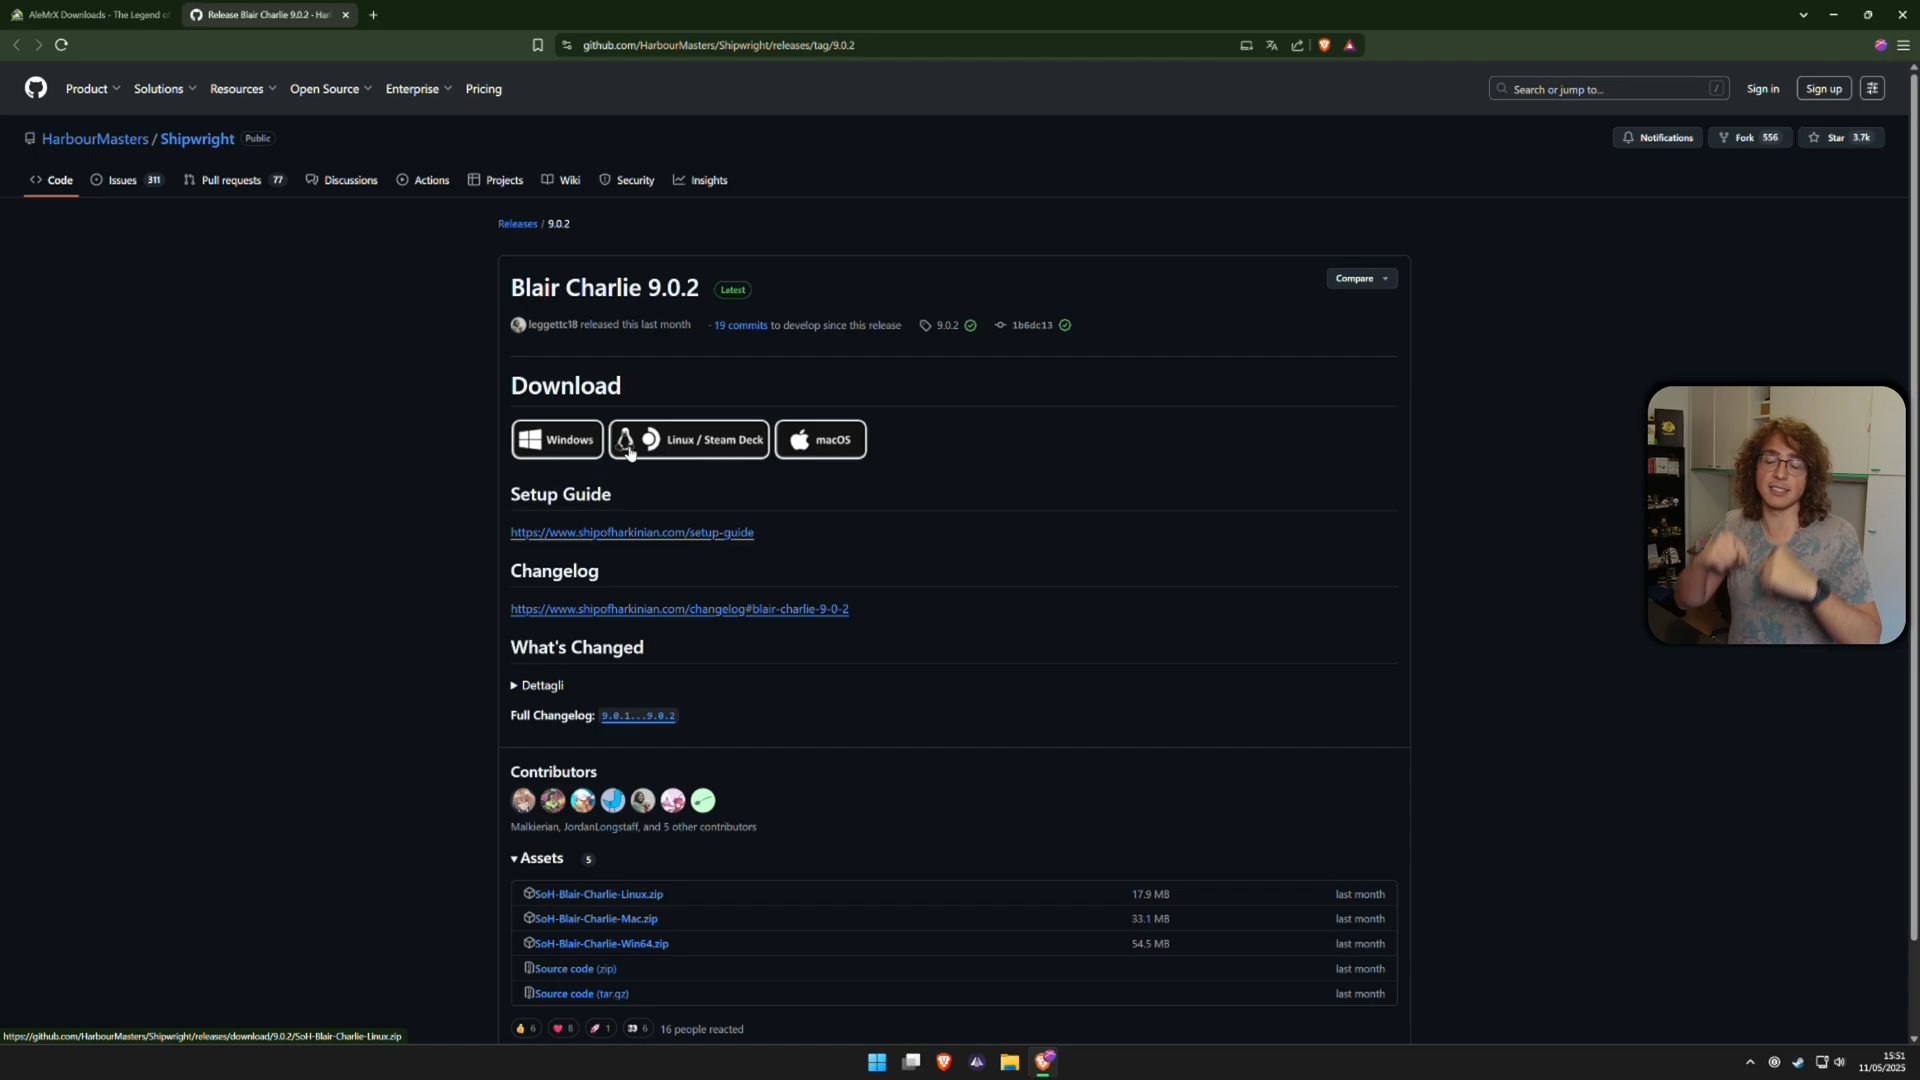 AleMrX Downloads - The Legend of
Release Blair Charlie 9.0.2 · Har
github.com/HarbourMasters/Shipwright/releases/tag/9.0.2
Product
Solutions
Resources
Open Source
Enterprise
Pricing
Search or jump to...
/
Sign in
Sign up
HarbourMasters / Shipwright
Public
Notifications
Fork 556
Star 3.7k
Code
Issues 311
Pull requests 77
Discussions
Actions
Projects
Wiki
Security
Insights
Releases / 9.0.2
Blair Charlie 9.0.2
Latest
Compare
leggettc18 released this last month
· 19 commits to develop since this release
9.0.2
1b6dc13
Download
Windows
Linux / Steam Deck
macOS
Setup Guide
https://www.shipofharkinian.com/setup-guide
Changelog
https://www.shipofharkinian.com/changelog#blair-charlie-9-0-2
What's Changed
Dettagli
Full Changelog: 9.0.1...9.0.2
Contributors
Malkierian, JordanLongstaff, and 5 other contributors
Assets 5
SoH-Blair-Charlie-Linux.zip 17.9 MB last month
SoH-Blair-Charlie-Mac.zip 33.1 MB last month
SoH-Blair-Charlie-Win64.zip 54.5 MB last month
Source code (zip) last month
Source code (tar.gz) last month
6
8
1
6
16 people reacted
https://github.com/HarbourMasters/Shipwright/releases/download/9.0.2/SoH-Blair-Charlie-Linux.zip
15:51
11/05/2025